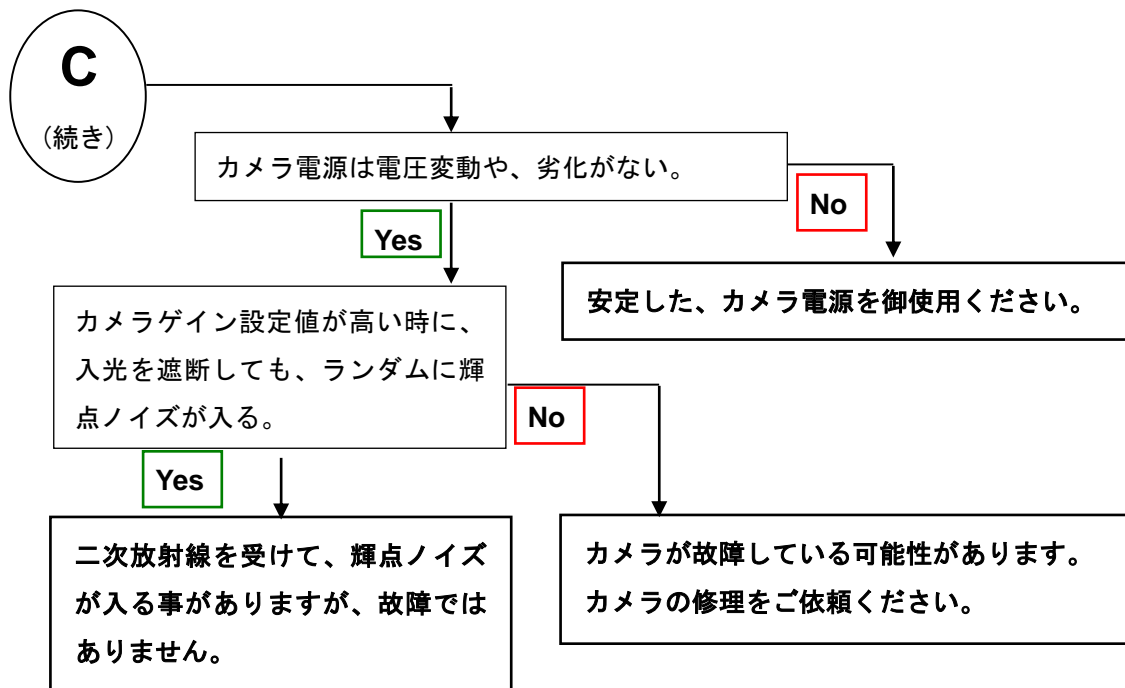 C
（続き）
カメラ電源は電圧変動や、劣化がない。
No
Yes
安定した、カメラ電源を御使用ください。
カメラゲイン設定値が高い時に、
入光を遮断しても、ランダムに輝
点ノイズが入る。
No
Yes
二次放射線を受けて、輝点ノイズ
が入る事がありますが、故障では
ありません。
カメラが故障している可能性があります。
カメラの修理をご依頼ください。